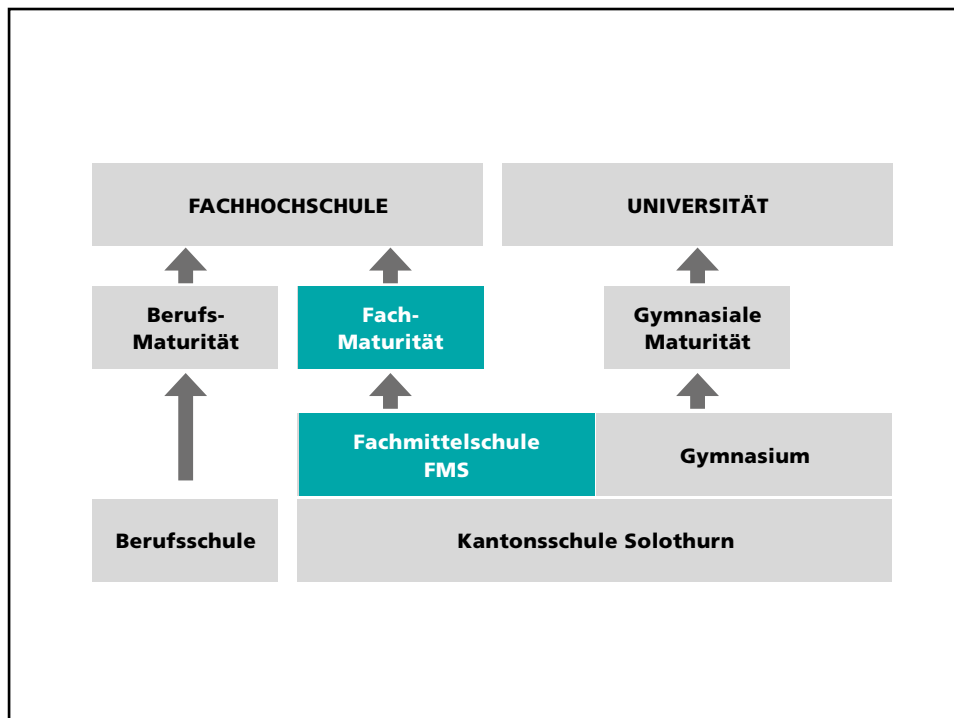 FACHHOCHSCHULE
UNIVERSITÄT
Berufs-
Maturität
Fach-
Maturität
Gymnasiale
Maturität
Fachmittelschule
FMS
Gymnasium
Berufsschule
Kantonsschule Solothurn